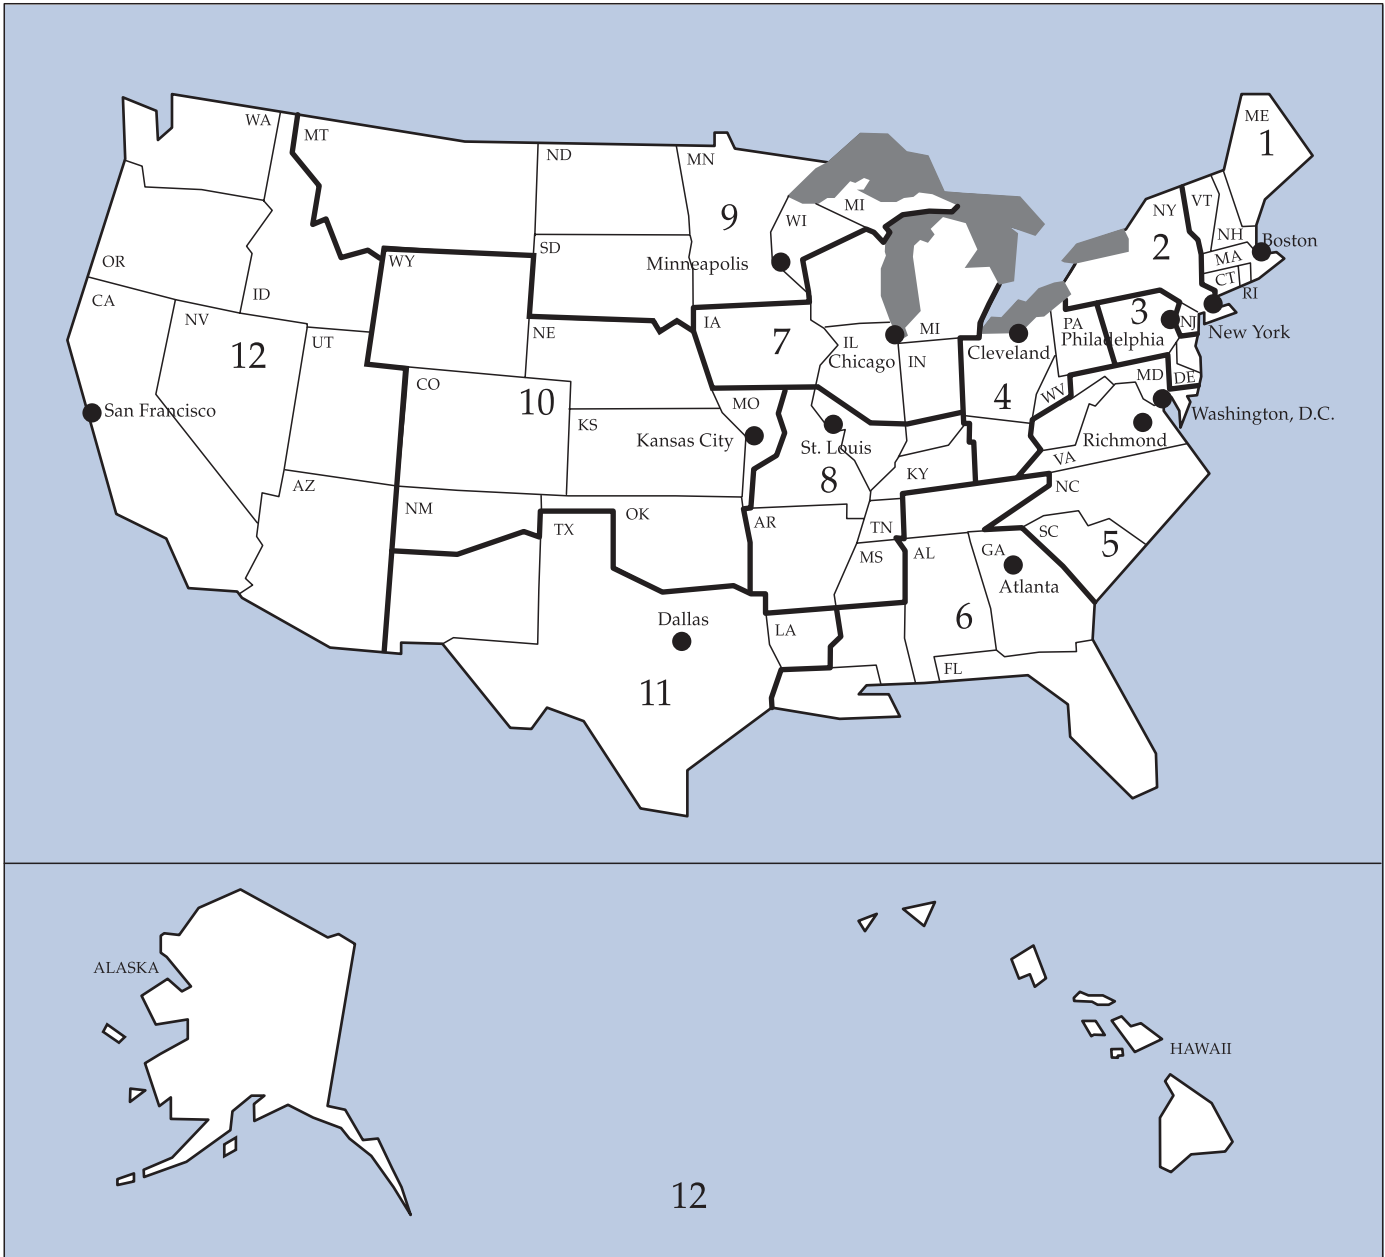 ME
1
WA
MT
ND
MN
MI
WI
9
NY
VT
2
NH
Boston
MA
CT
RI
OR
WY
SD
Minneapolis
CA
ID
NV
UT
NE
IA
7
IL
Chicago
MI
IN
Cleveland
PA
3
Philadelphia
NJ
New York
12
CO
10
MO
4
WV
MD
DE
San Francisco
KS
Kansas City
St. Louis
Washington, D.C.
Richmond
VA
KY
8
AZ
NM
TX
OK
AR
TN
NC
SC
5
MS
AL
GA
Atlanta
Dallas
LA
6
FL
11
ALASKA
HAWAII
12